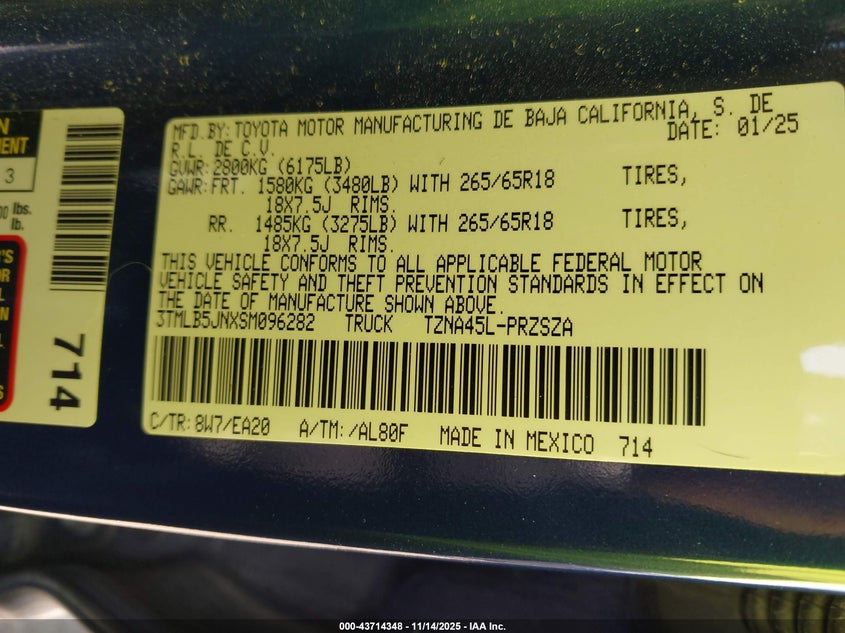 MFD.BY: TOYOTA MOTOR MANUFACTURING DE BAJA CALIFORNIA, S. DE
R.L. DE C.V.
DATE: 01/25
GVWR: 2800KG (6175LB)
GAWR: FRT. 1580KG (3480LB) WITH 265/65R18 TIRES,
18X7.5J RIMS.
RR. 1485KG (3275LB) WITH 265/65R18 TIRES,
18X7.5J RIMS.
THIS VEHICLE CONFORMS TO ALL APPLICABLE FEDERAL MOTOR
VEHICLE SAFETY AND THEFT PREVENTION STANDARDS IN EFFECT ON
THE DATE OF MANUFACTURE SHOWN ABOVE.
3TMLB5JNXSM096282 TRUCK TZNA45L-PRZSZA
C/TR: 8W7/EA20 A/TM: /AL80F MADE IN MEXICO 714
3
lbs.
lb.
714
000-43714348 - 11/14/2025 - IAA Inc.